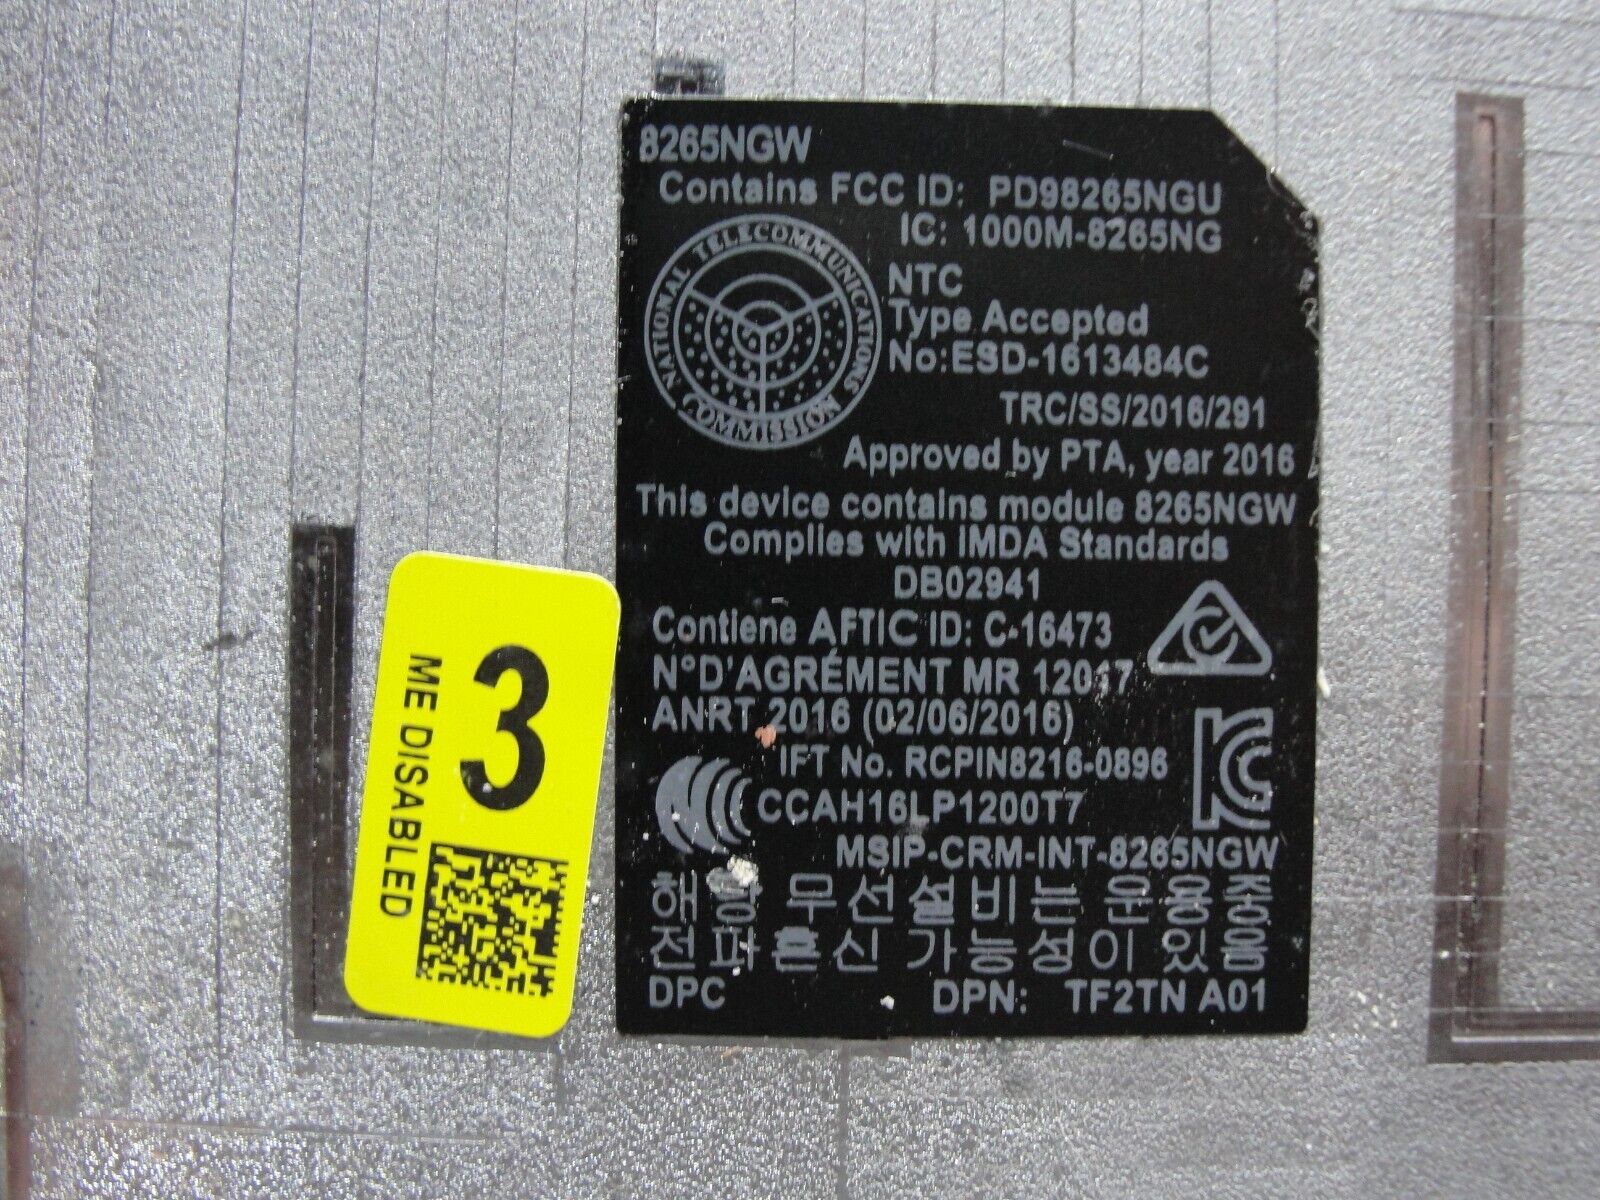 8265NGW
Contains FCC ID: PD98265NGU
IC: 1000M-8265NG
NATIONAL TELECOMMUNICATIONS COMMISSION
NTC
Type Accepted
No:ESD-1613484C
TRC/SS/2016/291
Approved by PTA, year 2016
This device contains module 8265NGW
Complies with IMDA Standards
DB02941
Contiene AFTIC ID: C-16473
N°D'AGRÉMENT MR 12017
ANRT 2016 (02/06/2016)
IFT No. RCPIN8216-0896
CCAH16LP1200T7
MSIP-CRM-INT-8265NGW
해당 무선설비는 운용중
전파혼신 가능성이 있음
DPC DPN: TF2TN A01
3
ME DISABLED